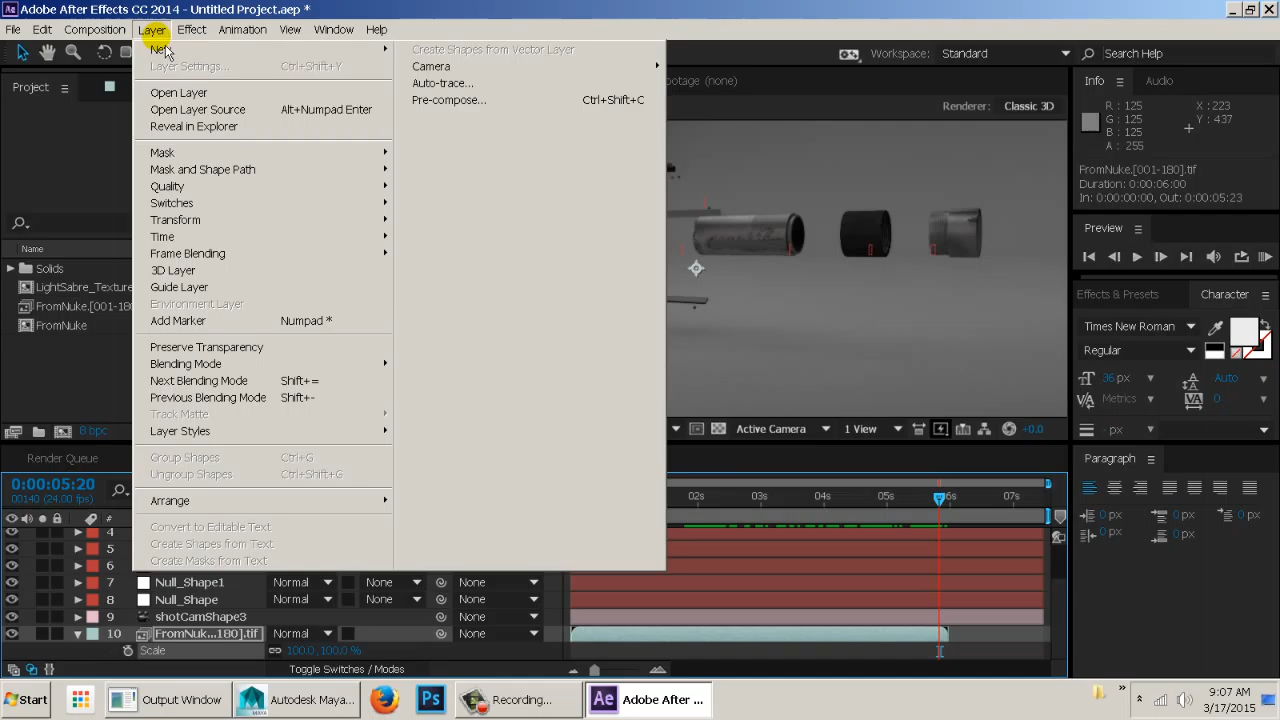 Adobe After Effects CC 2014 - Untitled Project.aep *
File Edit Composition Layer Effect Animation View Window Help
Workspace: Standard Search Help
Project
ootage (none)
Renderer: Classic 3D
Info Audio
R : 125 X : 223
G : 125 Y : 437
B : 125
A : 255
FromNuke.[001-180].tif
Duration: 0:00:06:00
In: 0:00:00:00, Out: 0:00:05:23
Preview
Effects & Presets Character
Times New Roman
Regular
36 px Auto
Metrics 0
- px
Paragraph
0 px 0 px 0 px
0 px 0 px
Name
Solids
LightSabre_Texture
FromNuke.[001-18
FromNuke
8 bpc
Layer Settings... Ctrl+Shift+Y
Open Layer
Open Layer Source Alt+Numpad Enter
Reveal in Explorer
Mask
Mask and Shape Path
Quality
Switches
Transform
Time
Frame Blending
3D Layer
Guide Layer
Environment Layer
Add Marker Numpad *
Preserve Transparency
Blending Mode
Next Blending Mode Shift+=
Previous Blending Mode Shift+-
Track Matte
Layer Styles
Group Shapes Ctrl+G
Ungroup Shapes Ctrl+Shift+G
Arrange
Convert to Editable Text
Create Shapes from Text
Create Masks from Text
Create Shapes from Vector Layer
Camera
Auto-trace...
Pre-compose... Ctrl+Shift+C
Active Camera 1 View +0.0
Render Queue
0:00:05:20
00140 (24.00 fps)
02s 03s 04s 05s 06s 07s
#
4
5
6
7 Null_Shape1 Normal None None
8 Null_Shape Normal None None
9 shotCamShape3 None
10 FromNuk...180].tif Normal None
Scale 100.0, 100.0 %
Toggle Switches / Modes
Start Output Window Autodesk Maya... Ps Recording... Ae Adobe After ...
9:07 AM
3/17/2015